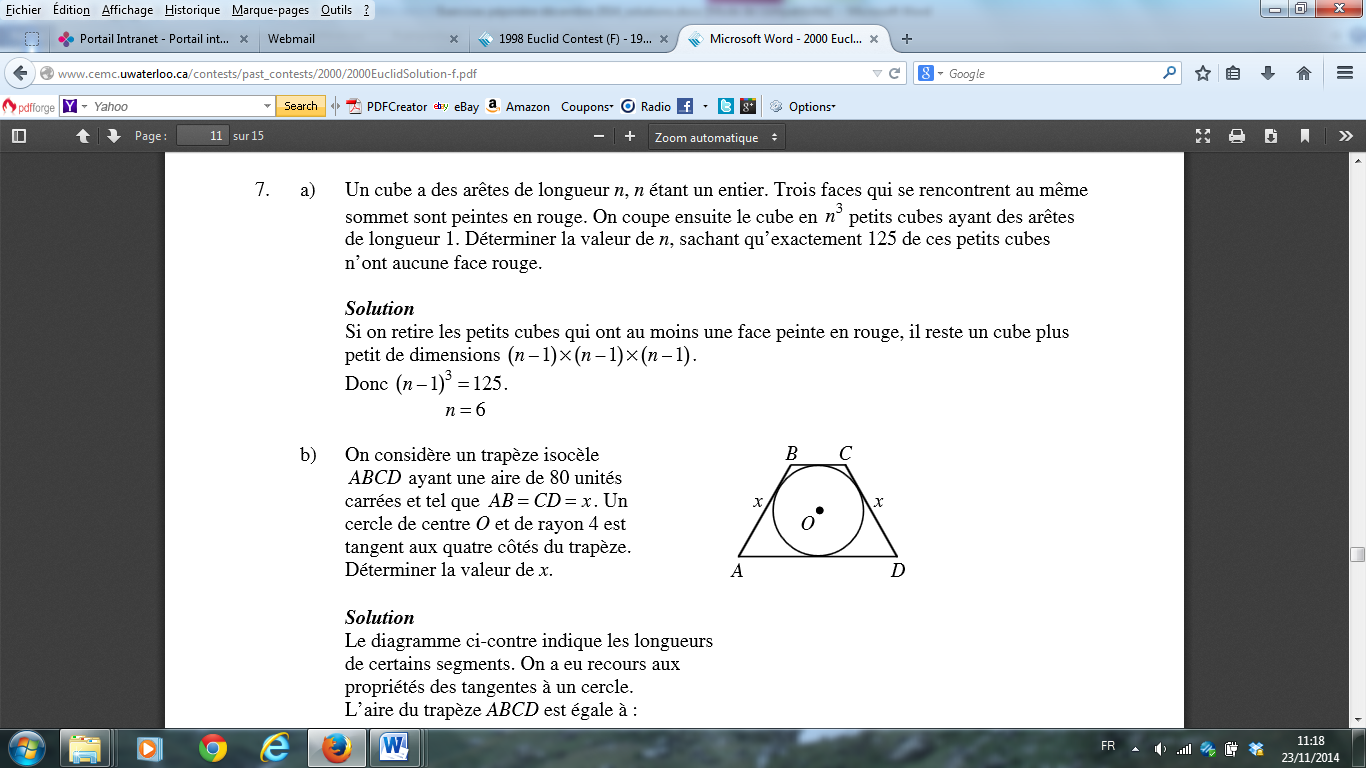 Fichier Édition Affichage Historique Marque-pages Outils ?
Portail Intranet - Portail int... × Webmail × 1998 Euclid Contest (F) - 19... × Microsoft Word - 2000 Eucl... × +
www.cemc.uwaterloo.ca/contests/past_contests/2000/2000EuclidSolution-f.pdf Google
pdfforge Yahoo Search PDFCreator eBay Amazon Coupons Radio Options
Page : 11 sur 15 Zoom automatique
7. a) Un cube a des arêtes de longueur n, n étant un entier. Trois faces qui se rencontrent au même
sommet sont peintes en rouge. On coupe ensuite le cube en n³ petits cubes ayant des arêtes
de longueur 1. Déterminer la valeur de n, sachant qu’exactement 125 de ces petits cubes
n’ont aucune face rouge.
Solution
Si on retire les petits cubes qui ont au moins une face peinte en rouge, il reste un cube plus
petit de dimensions (n – 1)×(n – 1)×(n – 1).
Donc (n – 1)³ = 125.
n = 6
b) On considère un trapèze isocèle
ABCD ayant une aire de 80 unités
carrées et tel que AB = CD = x. Un
cercle de centre O et de rayon 4 est
tangent aux quatre côtés du trapèze.
Déterminer la valeur de x.
B C
x x
O
A D
Solution
Le diagramme ci-contre indique les longueurs
de certains segments. On a eu recours aux
propriétés des tangentes à un cercle.
L’aire du trapèze ABCD est égale à :
FR 11:18
23/11/2014